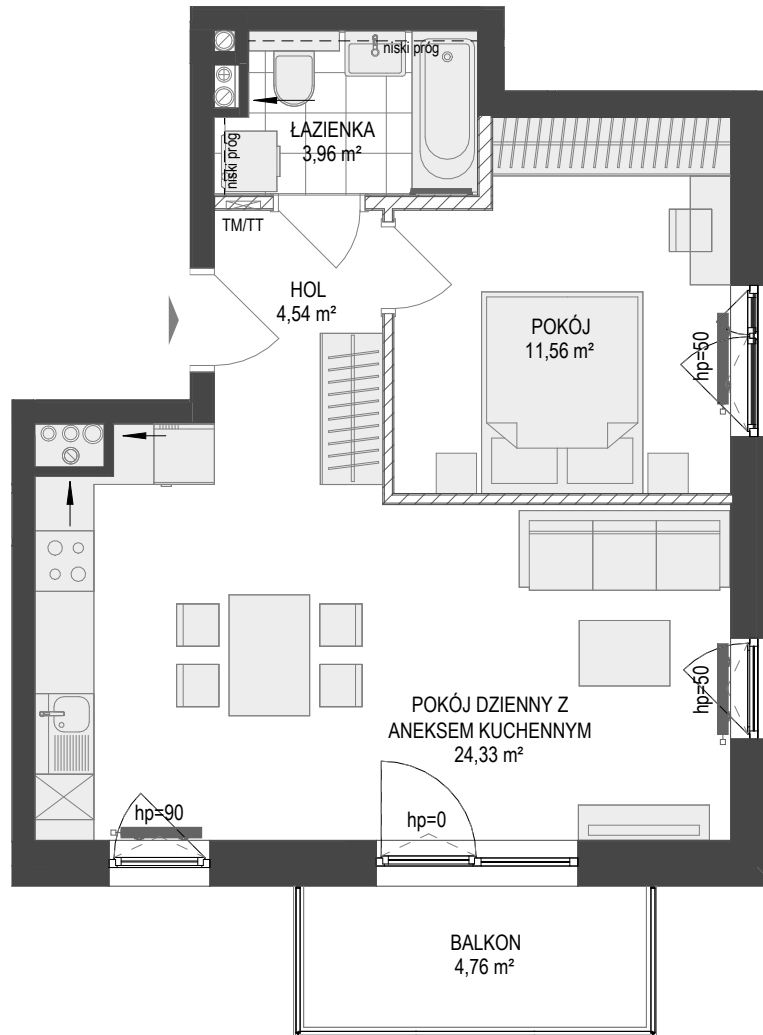 niski próg
ŁAZIENKA
3,96 m²
niski próg
TM/TT
HOL
4,54 m²
POKÓJ
11,56 m²
hp=50
POKÓJ DZIENNY Z
ANEKSEM KUCHENNYM
24,33 m²
hp=50
hp=90
hp=0
BALKON
4,76 m²